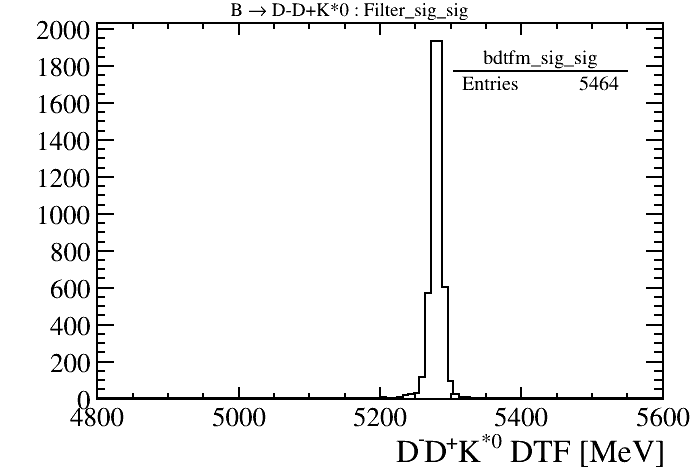 B → D-D+K*0 : Filter_sig_sig
bdtfm_sig_sig
Entries 5464
2000
1800
1600
1400
1200
1000
800
600
400
200
0
4800 5000 5200 5400 5600
D⁻D⁺K*⁰ DTF [MeV]